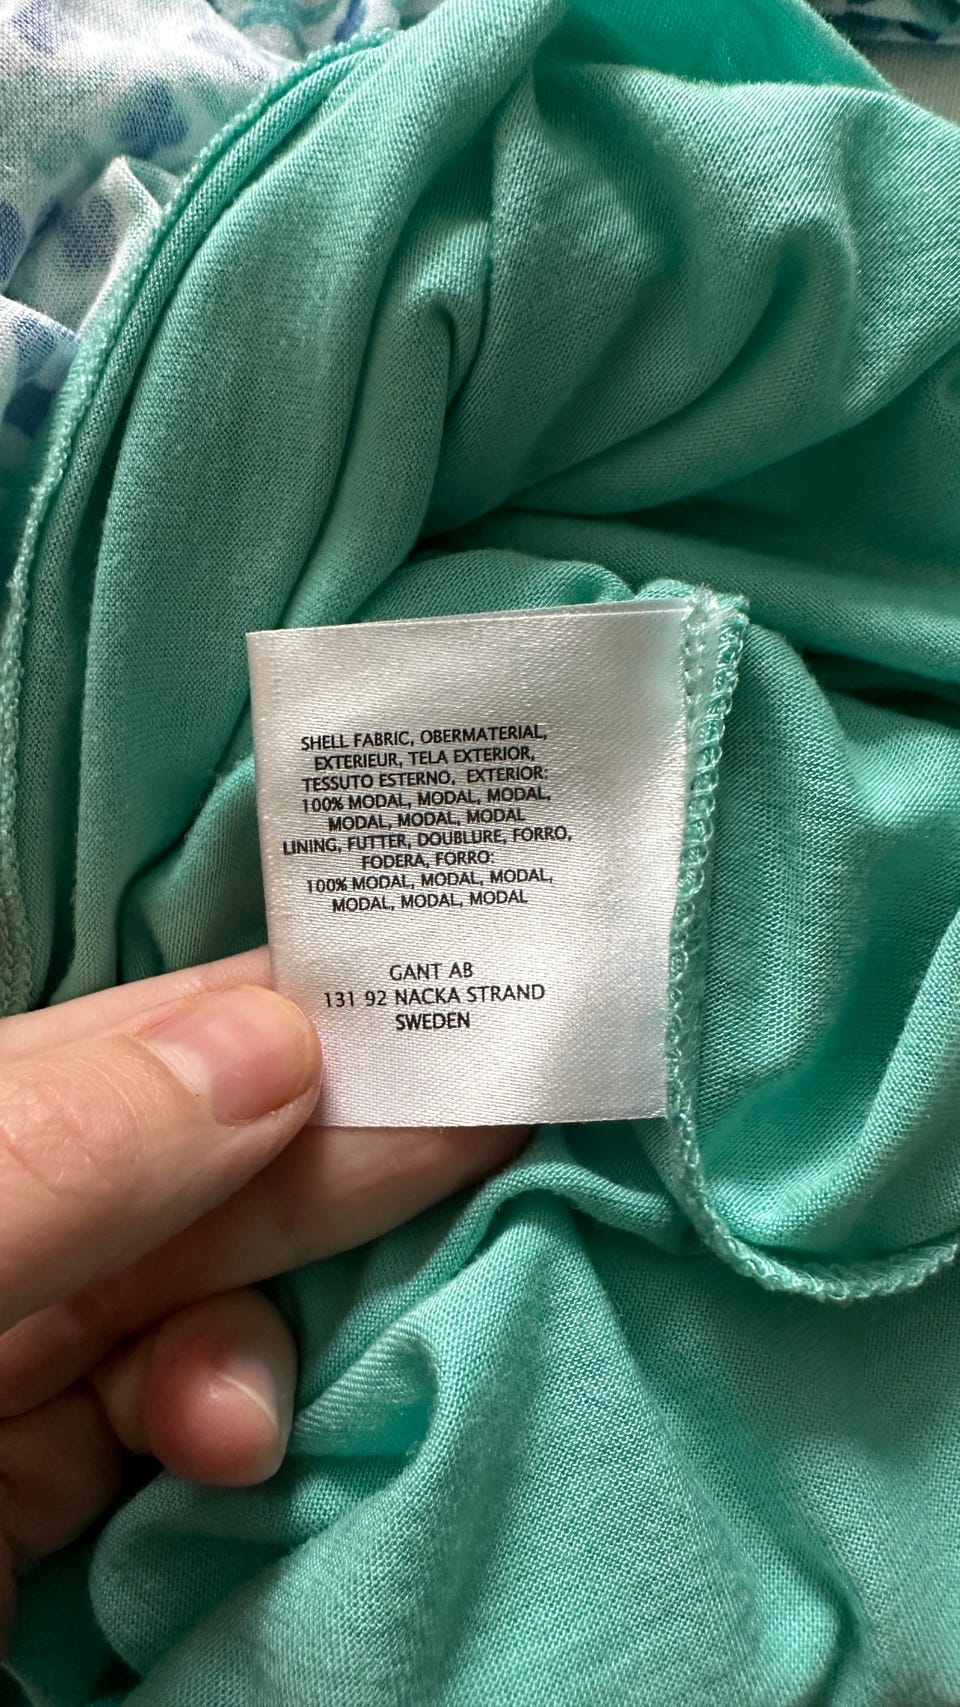 SHELL FABRIC, OBERMATERIAL,
EXTERIEUR, TELA EXTERIOR,
TESSUTO ESTERNO, EXTERIOR:
100% MODAL, MODAL, MODAL,
MODAL, MODAL, MODAL
LINING, FUTTER, DOUBLURE, FORRO,
FODERA, FORRO:
100% MODAL, MODAL, MODAL,
MODAL, MODAL, MODAL
GANT AB
131 92 NACKA STRAND
SWEDEN